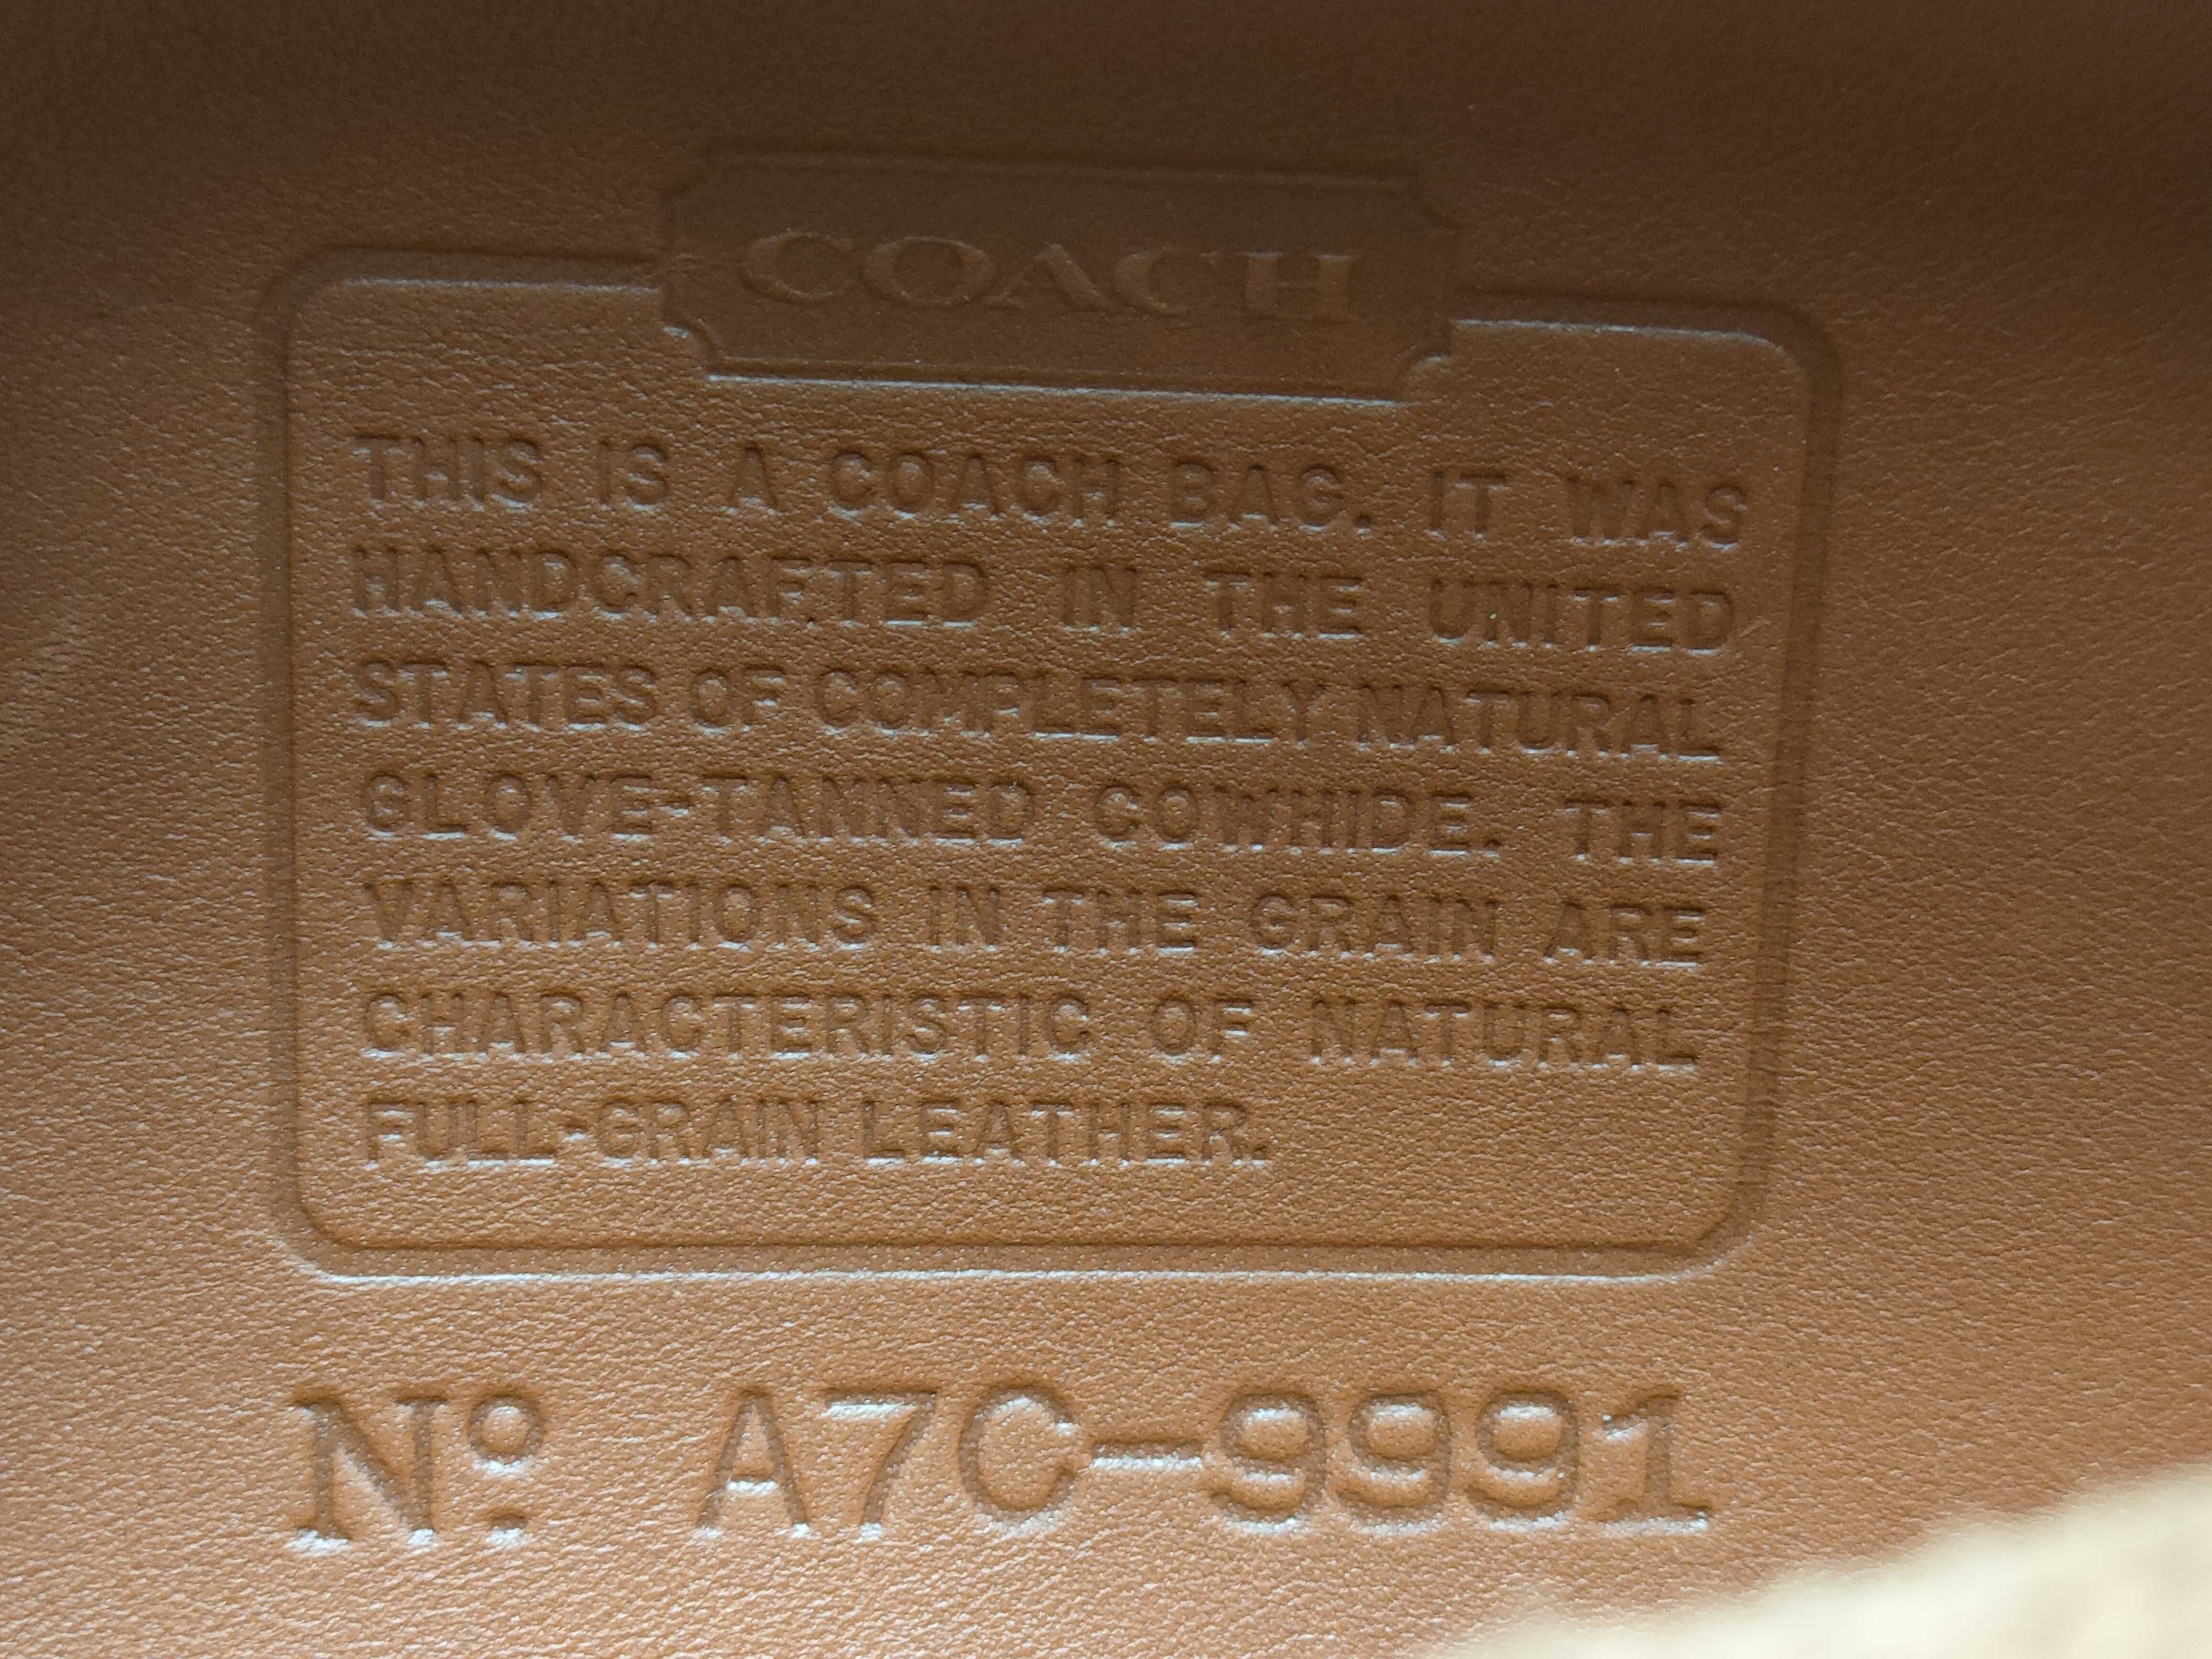 COACH
THIS IS A COACH BAG. IT WAS
HANDCRAFTED IN THE UNITED
STATES OF COMPLETELY NATURAL
GLOVE-TANNED COWHIDE. THE
VARIATIONS IN THE GRAIN ARE
CHARACTERISTIC OF NATURAL
FULL-GRAIN LEATHER.
Nº. A7C-9991